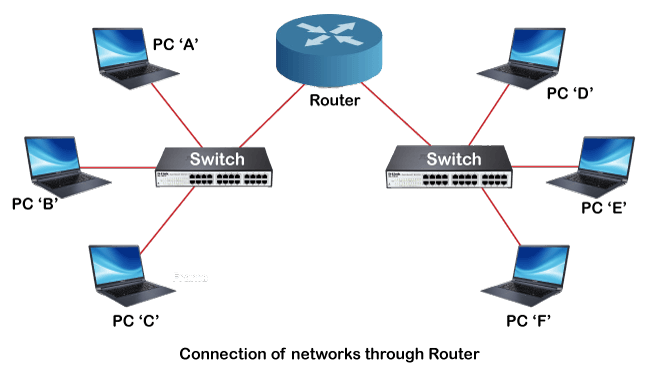 PC ‘A’
PC ‘D’
Router
Switch
Switch
PC ‘B’
PC ‘E’
PC ‘C’
PC ‘F’
Connection of networks through Router